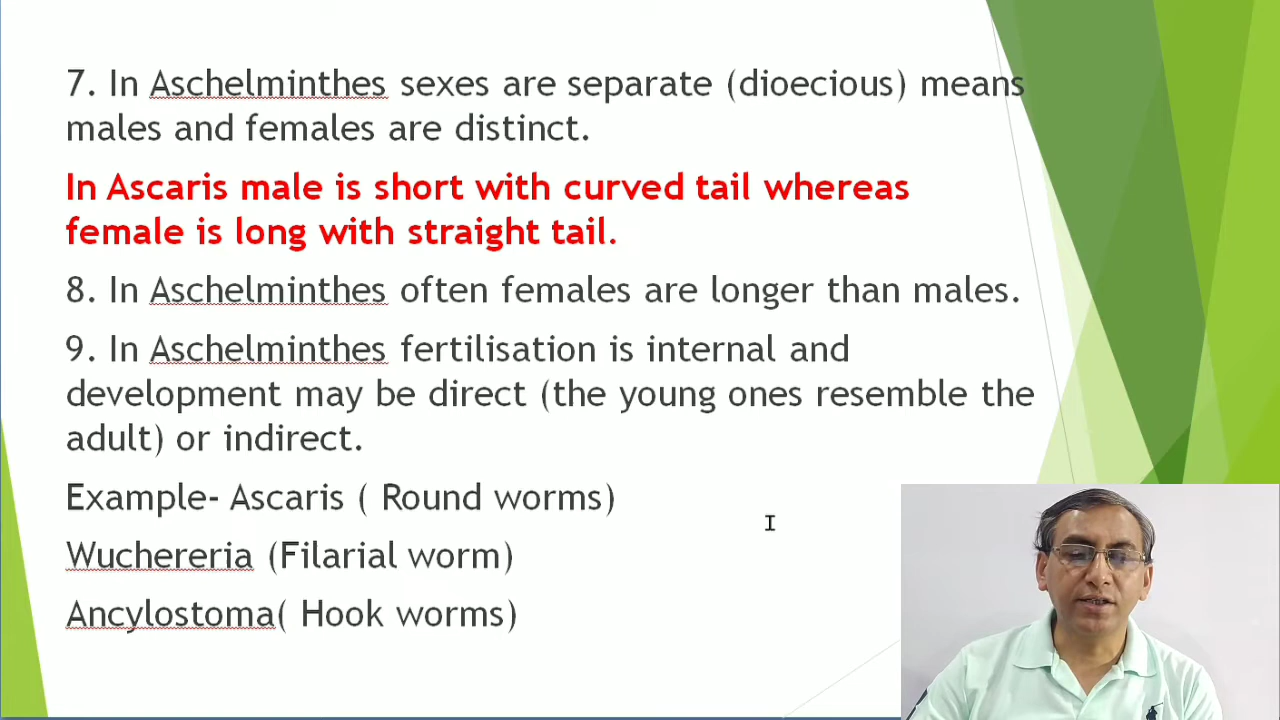 7. In Aschelminthes sexes are separate (dioecious) means
males and females are distinct.
In Ascaris male is short with curved tail whereas
female is long with straight tail.
8. In Aschelminthes often females are longer than males.
9. In Aschelminthes fertilisation is internal and
development may be direct (the young ones resemble the
adult) or indirect.
Example- Ascaris ( Round worms)
Wuchereria (Filarial worm)
Ancylostoma( Hook worms)